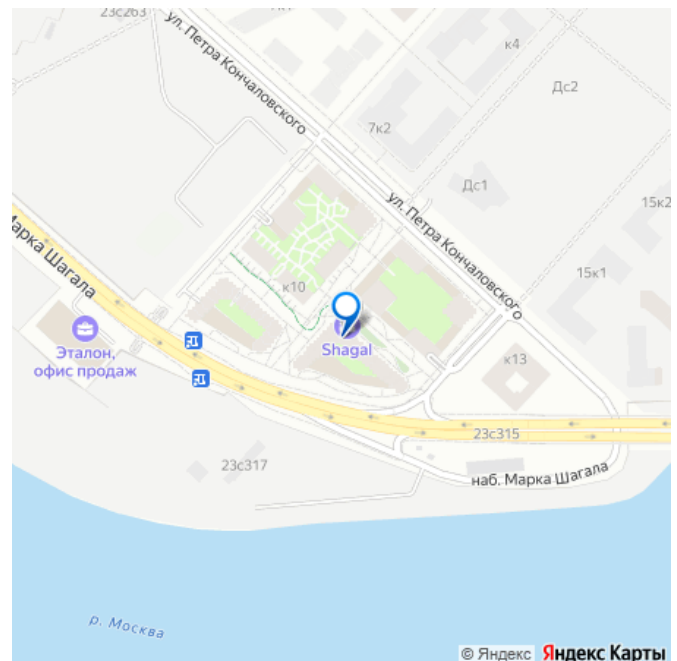 23с263
ул. Петра Кончаловского
к4
Дс2
7к2
Дс1
15к2
ул. Петра Кончаловского
15к1
Марка Шагала
к10
Эталон,
офис продаж
Shagal
к13
23с315
23с317
наб. Марка Шагала
р. Москва
© Яндекс Яндекс Карты